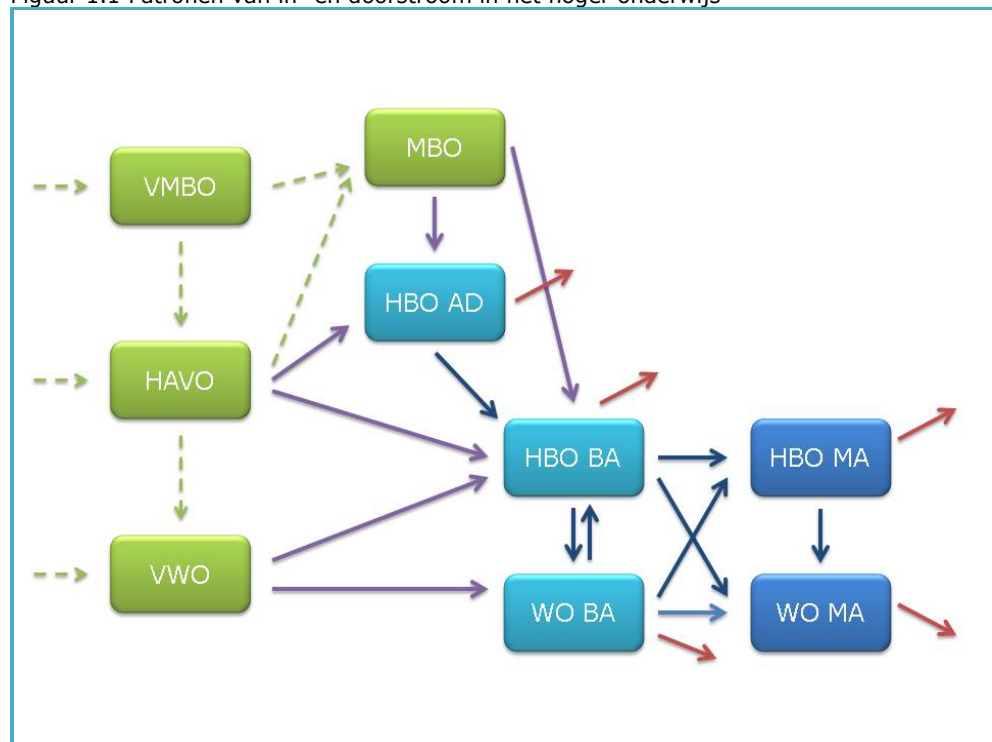 Figuur 1.1 Patronen van in- en doorstroom in het hoger onderwijs
MBO
VMBO
HBO AD
HAVO
HBO BA
HBO MA
VWO
WO BA
WO MA